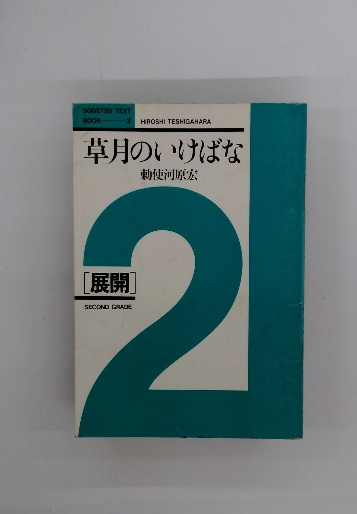 SOGETSU TEXT
BOOK 2
HIROSHI TESHIGAHARA
草月のいけばな
勅使河原宏
2
[展開]
SECOND GRADE